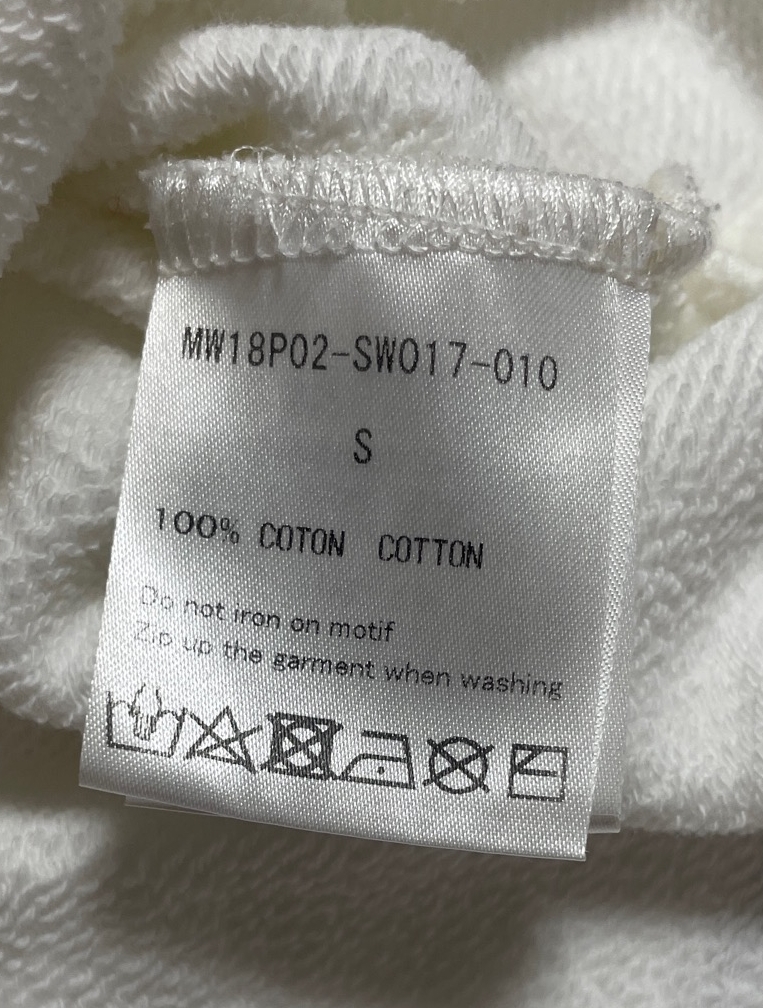 MW18P02-SW017-010
S
100% COTON COTTON
Do not iron on motif
Zip up the garment when washing